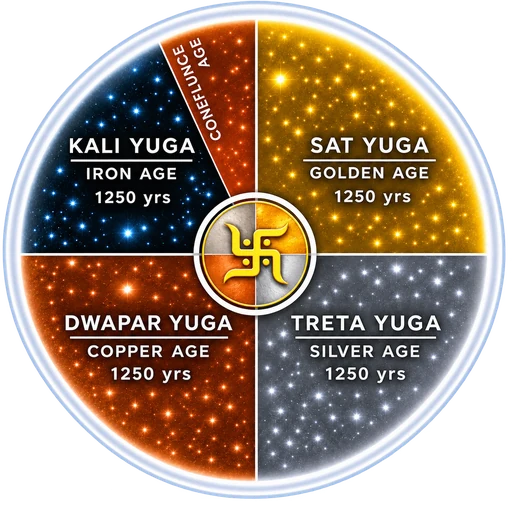 CONEFLUNCE
AGE
KALI YUGA
IRON AGE
1250 yrs
SAT YUGA
GOLDEN AGE
1250 yrs
DWAPAR YUGA
COPPER AGE
1250 yrs
TRETA YUGA
SILVER AGE
1250 yrs